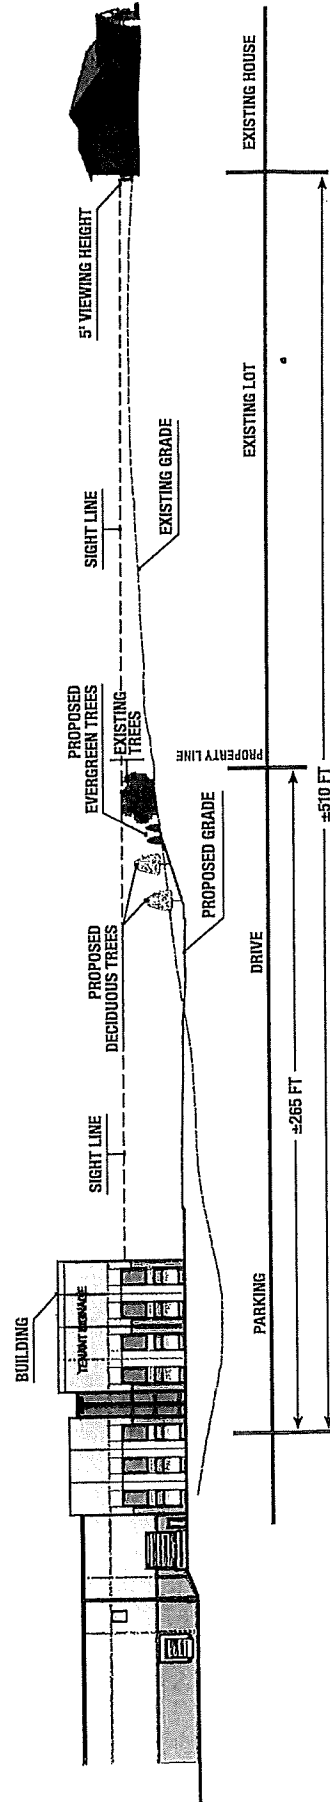 BUILDING
TENANT SIGNAGE
SIGHT LINE
PROPOSED
DECIDUOUS TREES
PROPOSED
EVERGREEN TREES
EXISTING
TREES
SIGHT LINE
5' VIEWING HEIGHT
PROPOSED GRADE
EXISTING GRADE
PARKING
DRIVE
PROPERTY LINE
EXISTING LOT
EXISTING HOUSE
±265 FT
±510 FT